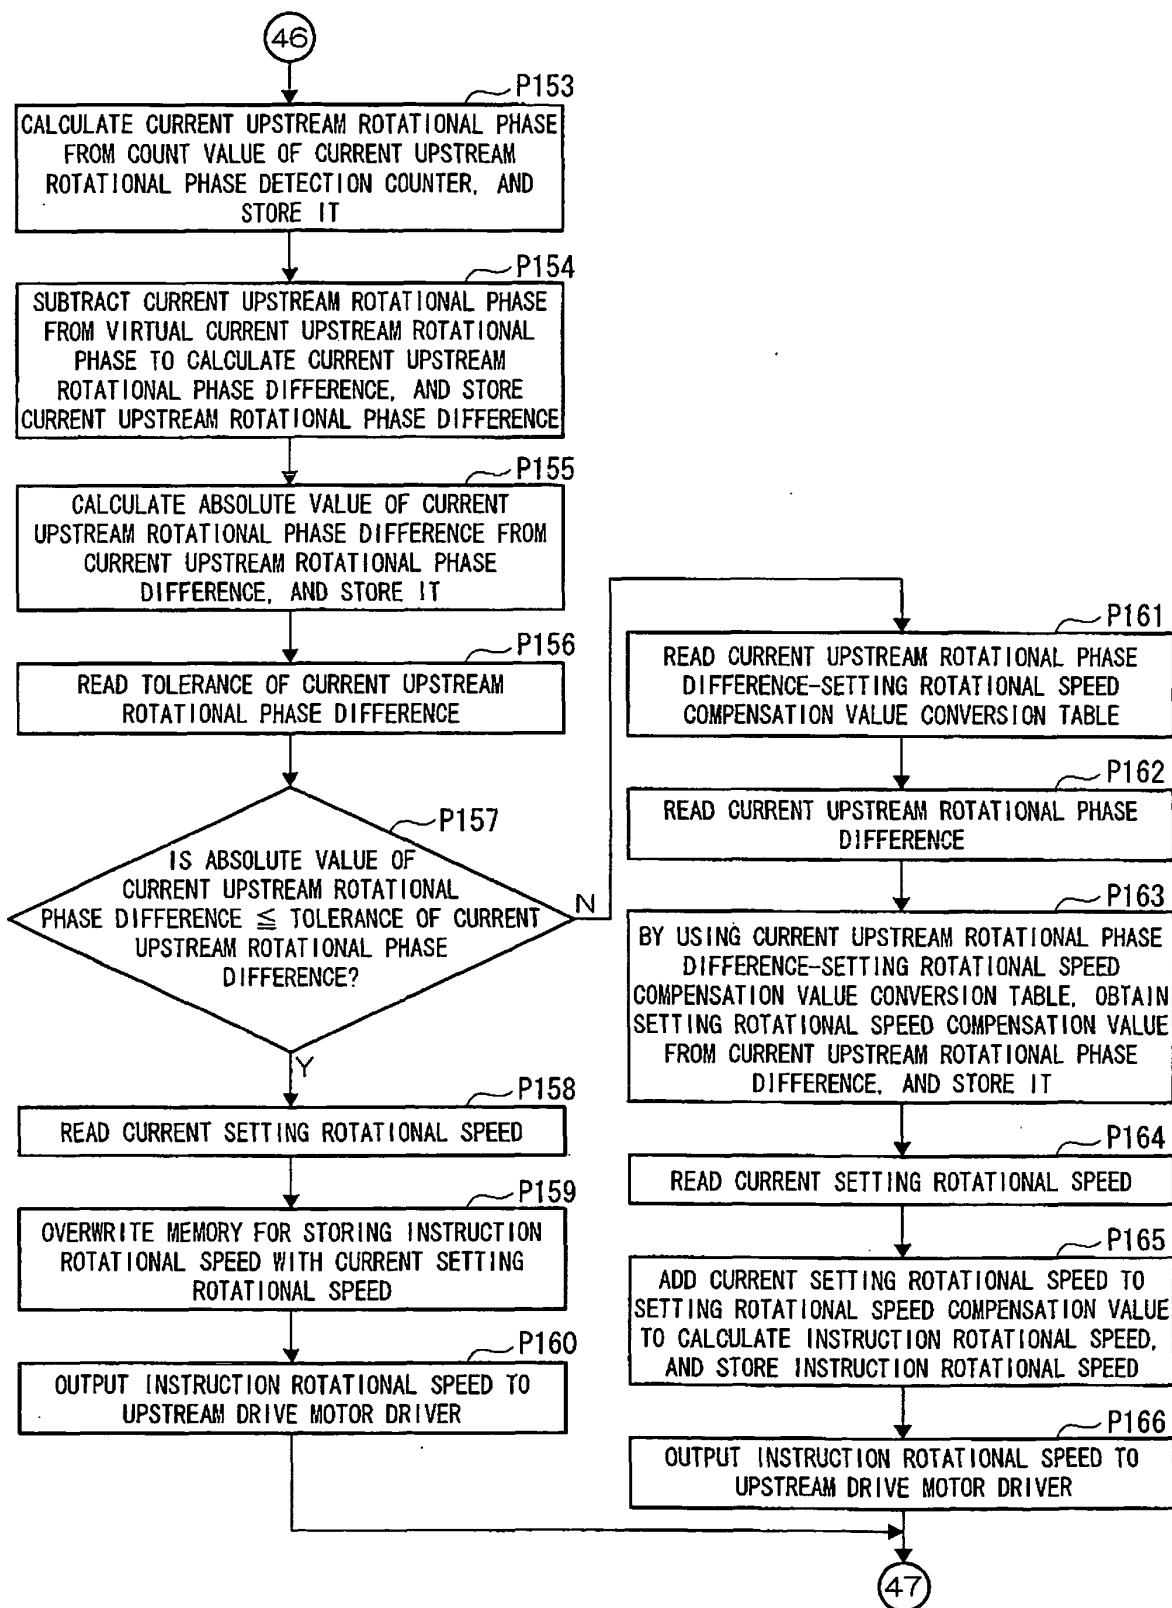 46
P153
CALCULATE CURRENT UPSTREAM ROTATIONAL PHASE
FROM COUNT VALUE OF CURRENT UPSTREAM
ROTATIONAL PHASE DETECTION COUNTER, AND
STORE IT
P154
SUBTRACT CURRENT UPSTREAM ROTATIONAL PHASE
FROM VIRTUAL CURRENT UPSTREAM ROTATIONAL
PHASE TO CALCULATE CURRENT UPSTREAM
ROTATIONAL PHASE DIFFERENCE, AND STORE
CURRENT UPSTREAM ROTATIONAL PHASE DIFFERENCE
P155
CALCULATE ABSOLUTE VALUE OF CURRENT
UPSTREAM ROTATIONAL PHASE DIFFERENCE FROM
CURRENT UPSTREAM ROTATIONAL PHASE
DIFFERENCE, AND STORE IT
P156
READ TOLERANCE OF CURRENT UPSTREAM
ROTATIONAL PHASE DIFFERENCE
P157
IS ABSOLUTE VALUE OF
CURRENT UPSTREAM ROTATIONAL
PHASE DIFFERENCE ≦ TOLERANCE OF CURRENT
UPSTREAM ROTATIONAL PHASE
DIFFERENCE?
N
Y
P158
READ CURRENT SETTING ROTATIONAL SPEED
P159
OVERWRITE MEMORY FOR STORING INSTRUCTION
ROTATIONAL SPEED WITH CURRENT SETTING
ROTATIONAL SPEED
P160
OUTPUT INSTRUCTION ROTATIONAL SPEED TO
UPSTREAM DRIVE MOTOR DRIVER
P161
READ CURRENT UPSTREAM ROTATIONAL PHASE
DIFFERENCE-SETTING ROTATIONAL SPEED
COMPENSATION VALUE CONVERSION TABLE
P162
READ CURRENT UPSTREAM ROTATIONAL PHASE
DIFFERENCE
P163
BY USING CURRENT UPSTREAM ROTATIONAL PHASE
DIFFERENCE-SETTING ROTATIONAL SPEED
COMPENSATION VALUE CONVERSION TABLE, OBTAIN
SETTING ROTATIONAL SPEED COMPENSATION VALUE
FROM CURRENT UPSTREAM ROTATIONAL PHASE
DIFFERENCE, AND STORE IT
P164
READ CURRENT SETTING ROTATIONAL SPEED
P165
ADD CURRENT SETTING ROTATIONAL SPEED TO
SETTING ROTATIONAL SPEED COMPENSATION VALUE
TO CALCULATE INSTRUCTION ROTATIONAL SPEED,
AND STORE INSTRUCTION ROTATIONAL SPEED
P166
OUTPUT INSTRUCTION ROTATIONAL SPEED TO
UPSTREAM DRIVE MOTOR DRIVER
47